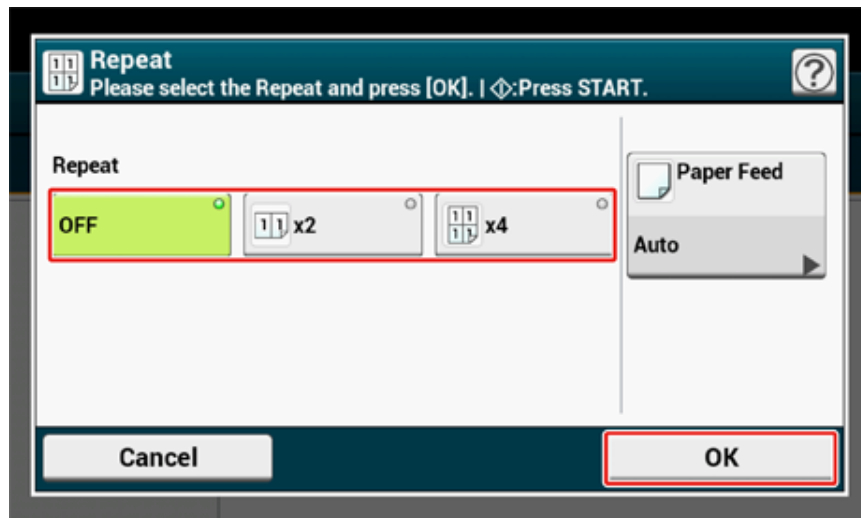 Repeat
Please select the Repeat and press [OK]. | :Press START.
Repeat
OFF
x2
x4
Paper Feed
Auto
Cancel
OK